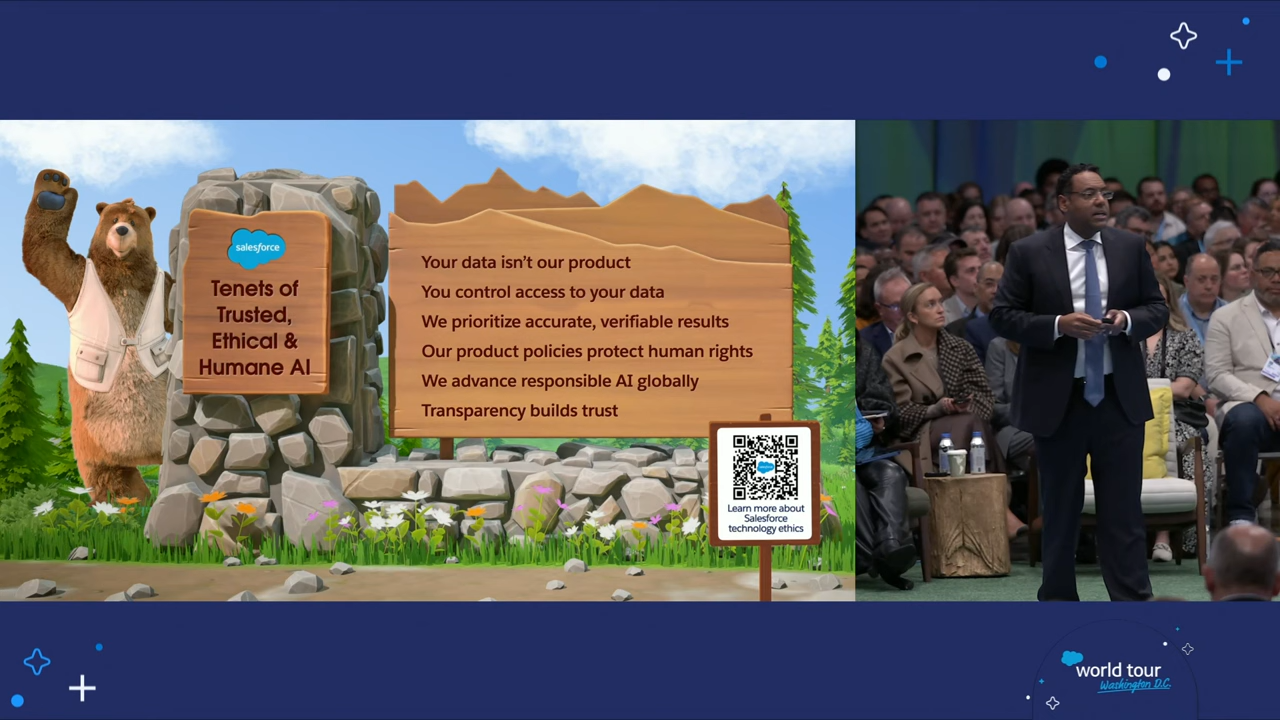 salesforce
Tenets of
Trusted,
Ethical &
Humane AI
Your data isn't our product
You control access to your data
We prioritize accurate, verifiable results
Our product policies protect human rights
We advance responsible AI globally
Transparency builds trust
Learn more about
Salesforce
technology ethics
world tour
Washington D.C.